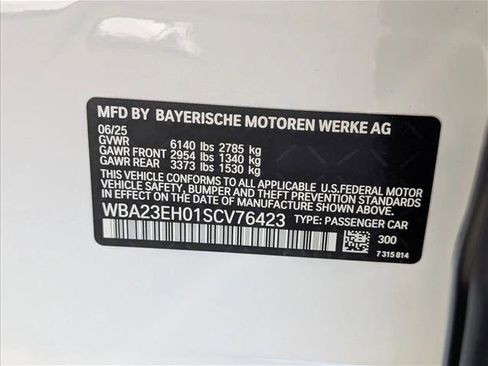 MFD BY BAYERISCHE MOTOREN WERKE AG
06/25
GVWR 6140 lbs 2785 kg
GAWR FRONT 2954 lbs 1340 kg
GAWR REAR 3373 lbs 1530 kg
THIS VEHICLE CONFORMS TO ALL APPLICABLE U.S.FEDERAL MOTOR
VEHICLE SAFETY, BUMPER, AND THEFT PREVENTION STANDARDS IN
EFFECT ON THE DATE OF MANUFACTURE SHOWN ABOVE.
WBA23EH01SCV76423 TYPE: PASSENGER CAR
300
7 315 814